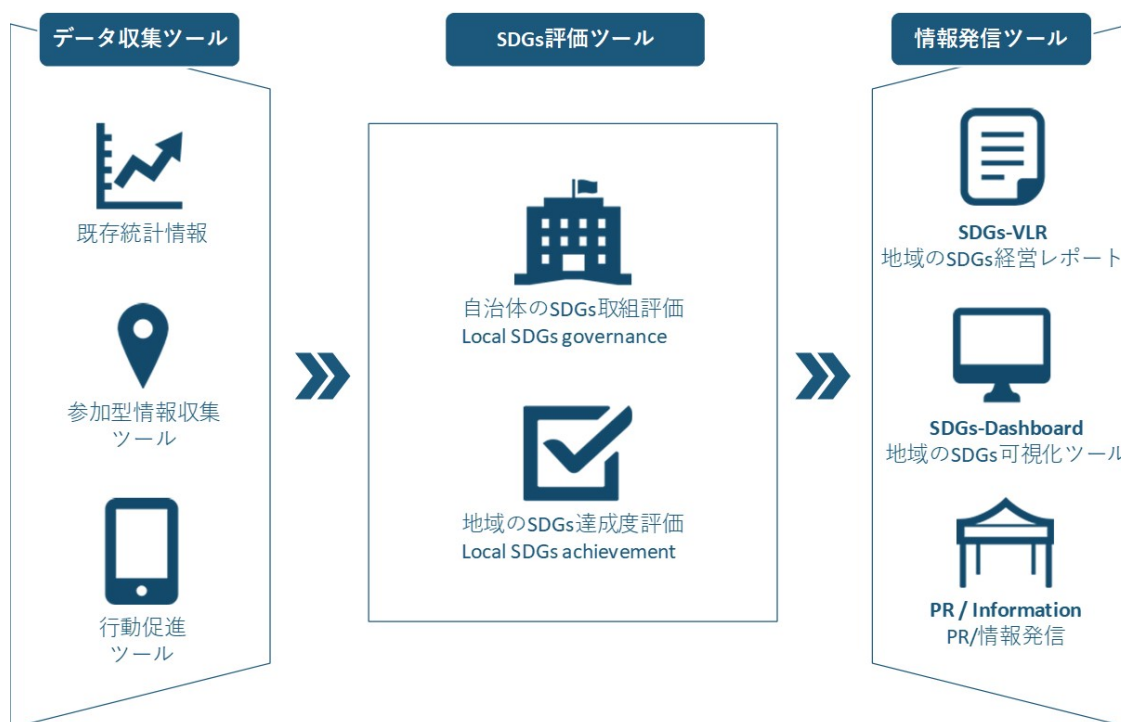 データ収集ツール
既存統計情報
参加型情報収集
ツール
行動促進
ツール
SDGs評価ツール
自治体のSDGs取組評価
Local SDGs governance
地域のSDGs達成度評価
Local SDGs achievement
情報発信ツール
SDGs-VLR
地域のSDGs経営レポート
SDGs-Dashboard
地域のSDGs可視化ツール
PR / Information
PR/情報発信